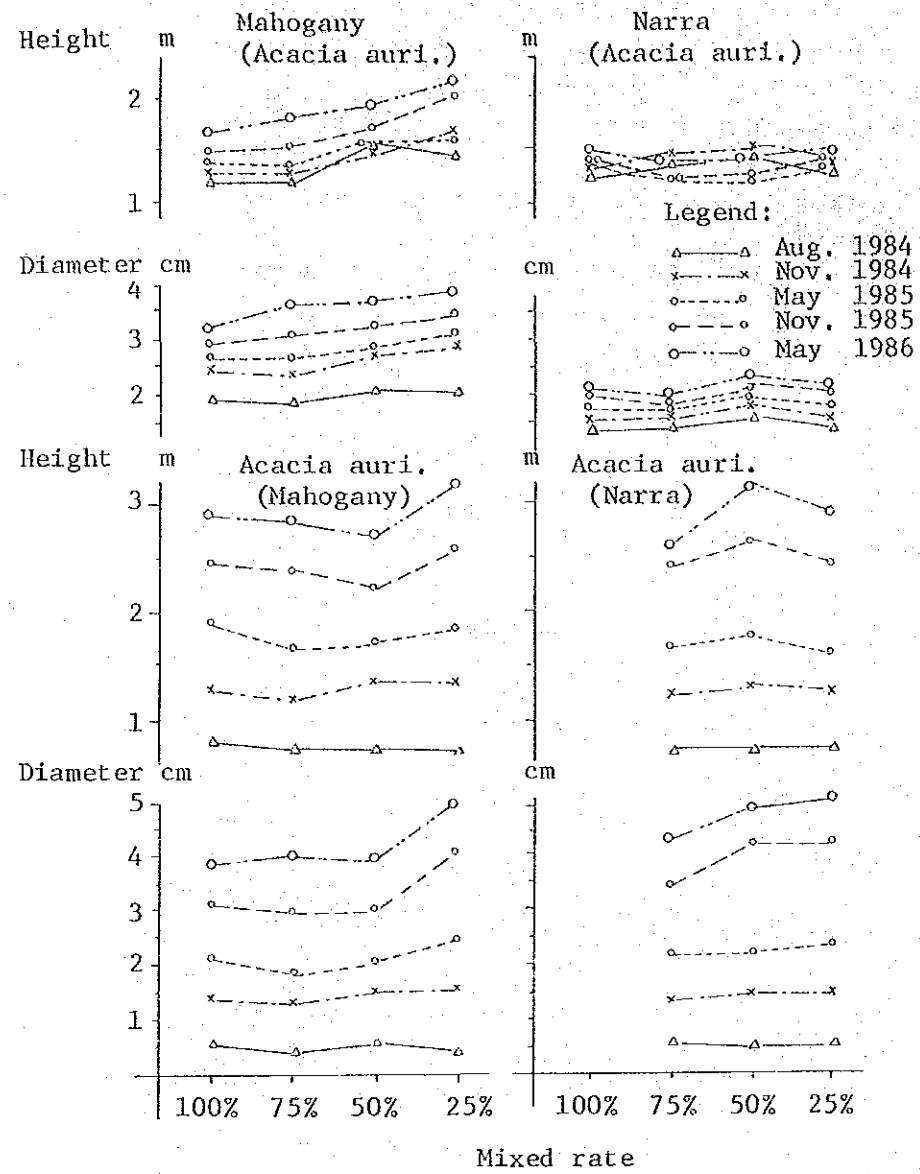 Height m Mahogany m Narra
(Acacia auri.) (Acacia auri.)
2
1
Legend:
Aug. 1984
Nov. 1984
May 1985
Nov. 1985
May 1986
Diameter cm cm
4
3
2
Height m Acacia auri. m Acacia auri.
(Mahogany) (Narra)
3
2
1
Diameter cm cm
5
4
3
2
1
100% 75% 50% 25% 100% 75% 50% 25%
Mixed rate